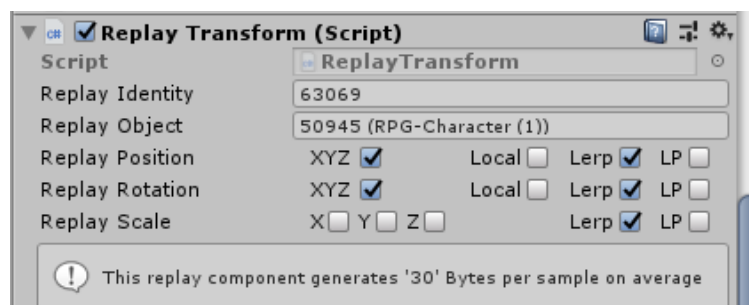 Replay Transform (Script)
Script ReplayTransform
Replay Identity 63069
Replay Object 50945 (RPG-Character (1))
Replay Position XYZ Local Lerp LP
Replay Rotation XYZ Local Lerp LP
Replay Scale X Y Z Lerp LP
This replay component generates '30' Bytes per sample on average